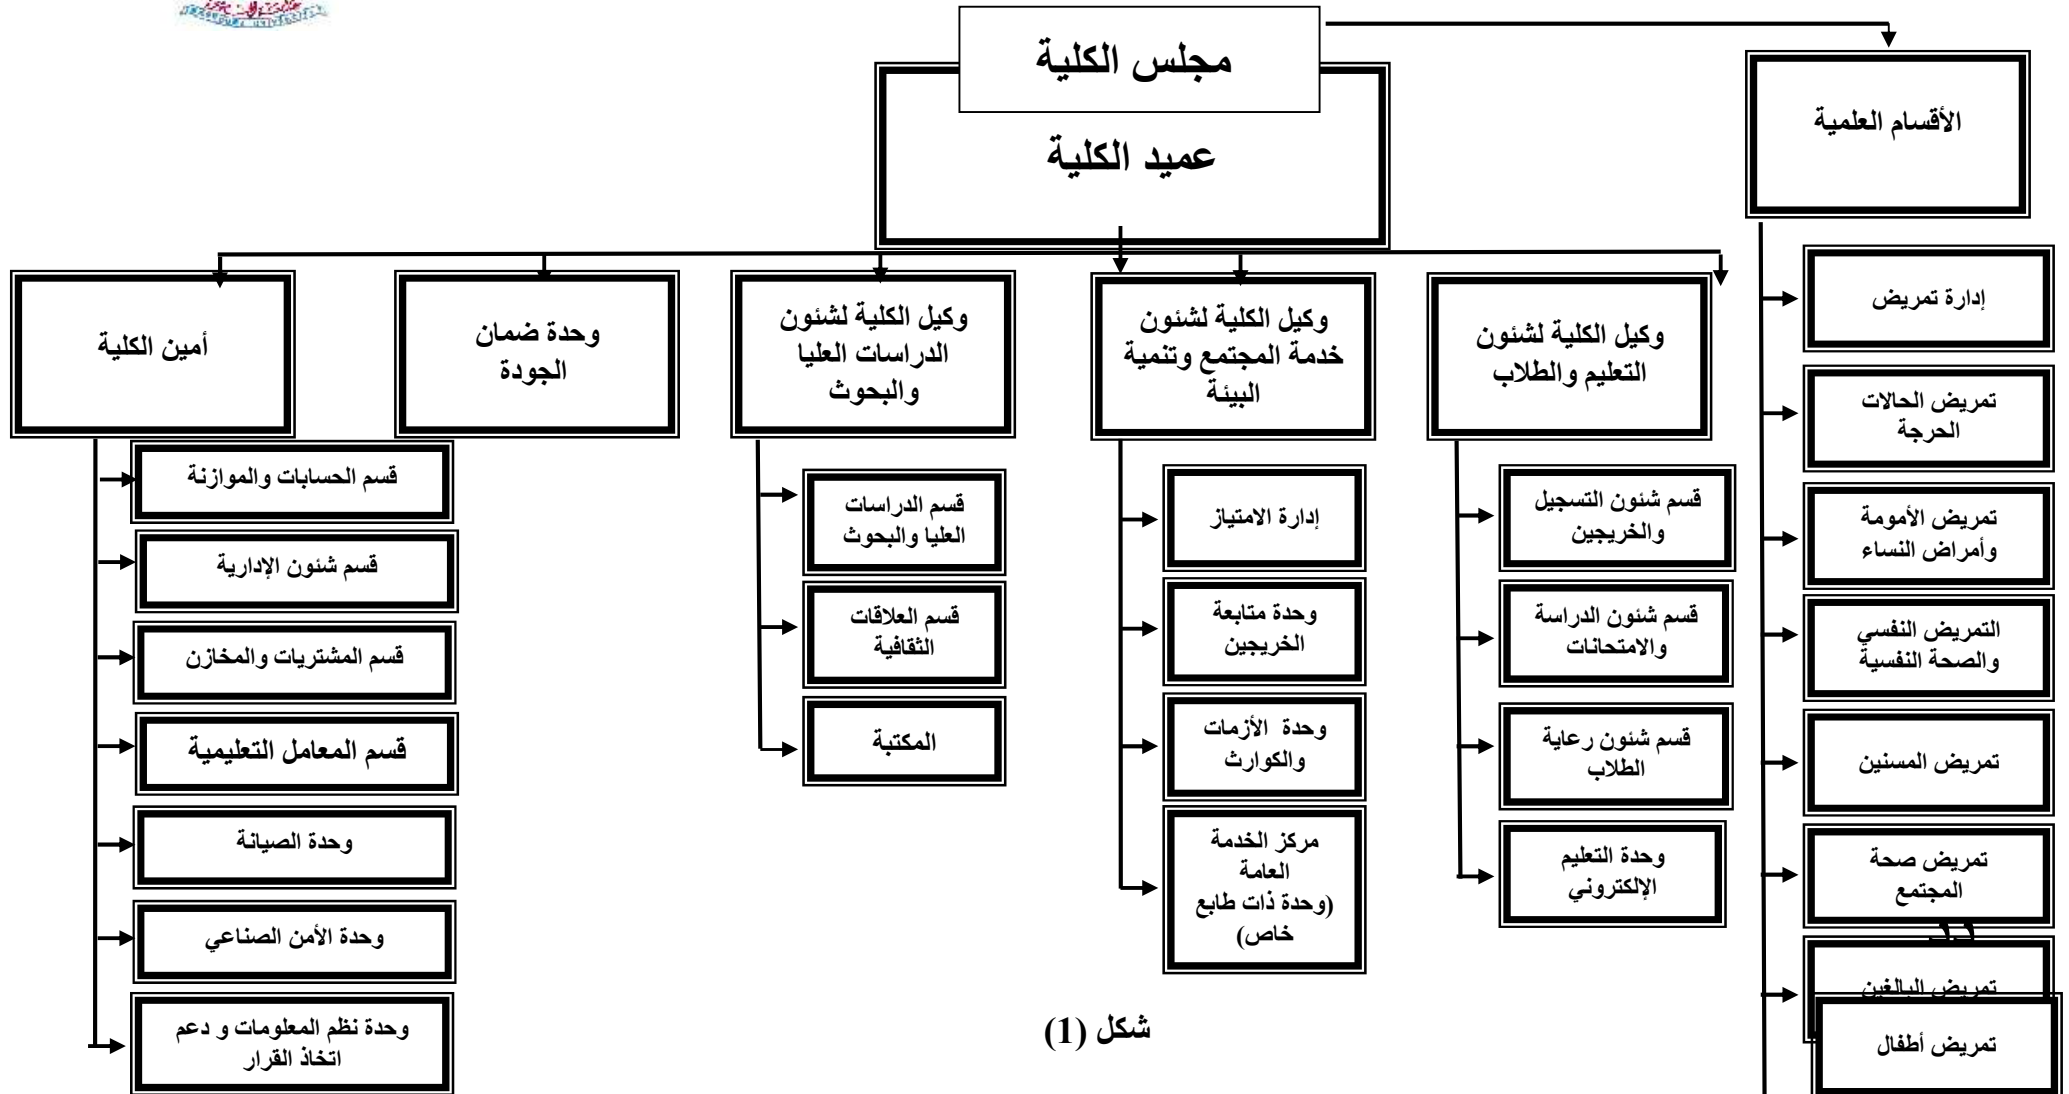 مجلس الكلية
عميد الكلية
الأقسام العلمية
إدارة تمريض
تمريض الحالات
الحرجة
تمريض الأمومة
وأمراض النساء
التمريض النفسي
والصحة النفسية
تمريض المسنين
تمريض صحة
المجتمع
تمريض البالغين
تمريض أطفال
وكيل الكلية لشئون
التعليم والطلاب
قسم شئون التسجيل
والخريجين
قسم شئون الدراسة
والامتحانات
قسم شئون رعاية
الطلاب
وحدة التعليم
الإلكتروني
وكيل الكلية لشئون
خدمة المجتمع وتنمية
البيئة
إدارة الامتياز
وحدة متابعة
الخريجين
وحدة الأزمات
والكوارث
مركز الخدمة
العامة
(وحدة ذات طابع
خاص)
وكيل الكلية لشئون
الدراسات العليا
والبحوث
قسم الدراسات
العليا والبحوث
قسم العلاقات
الثقافية
المكتبة
وحدة ضمان
الجودة
أمين الكلية
قسم الحسابات والموازنة
قسم شئون الإدارية
قسم المشتريات والمخازن
قسم المعامل التعليمية
وحدة الصيانة
وحدة الأمن الصناعي
وحدة نظم المعلومات و دعم
اتخاذ القرار
شكل (1)